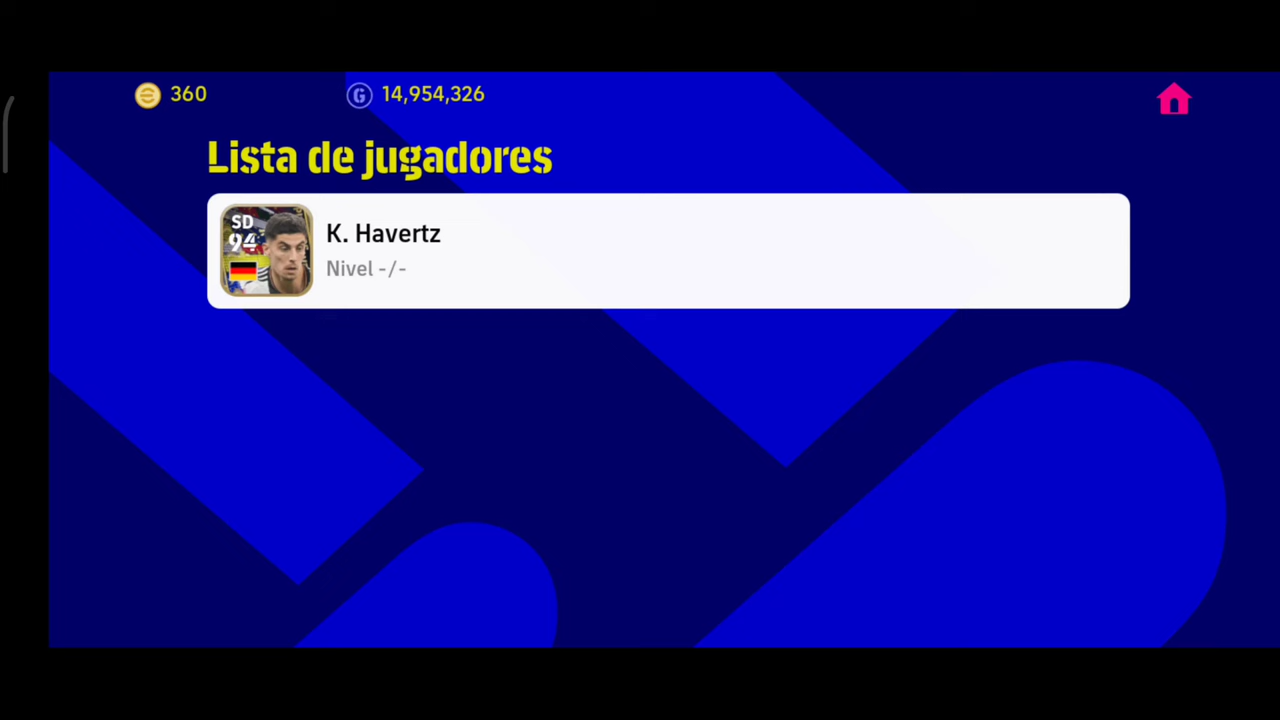 360
14,954,326
Lista de jugadores
SD
94
K. Havertz
Nivel -/-